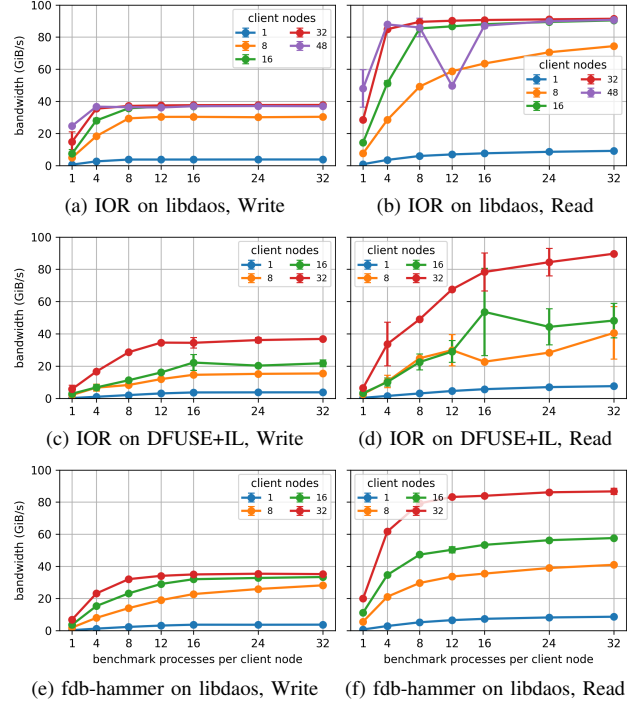 client nodes
1 32
8 48
16
bandwidth (GiB/s)
100
80
60
40
20
0
1 4 8 12 16 24 32
(a) IOR on libdaos, Write
client nodes
1 32
8 48
16
bandwidth (GiB/s)
100
80
60
40
20
0
1 4 8 12 16 24 32
(b) IOR on libdaos, Read
client nodes
1 16
8 32
bandwidth (GiB/s)
100
80
60
40
20
0
1 4 8 12 16 24 32
(c) IOR on DFUSE+IL, Write
client nodes
1 16
8 32
100
80
60
40
20
0
1 4 8 12 16 24 32
(d) IOR on DFUSE+IL, Read
client nodes
1 16
8 32
bandwidth (GiB/s)
100
80
60
40
20
0
1 4 8 12 16 24 32
benchmark processes per client node
(e) fdb-hammer on libdaos, Write
client nodes
1 16
8 32
100
80
60
40
20
0
1 4 8 12 16 24 32
benchmark processes per client node
(f) fdb-hammer on libdaos, Read